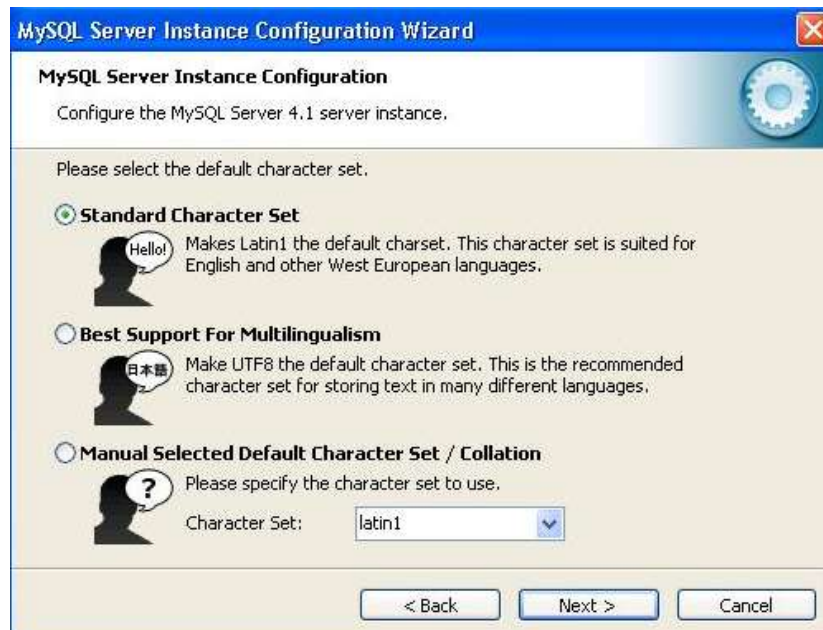 MySQL Server Instance Configuration Wizard
MySQL Server Instance Configuration
Configure the MySQL Server 4.1 server instance.
Please select the default character set.
Standard Character Set
Hello!
Makes Latin1 the default charset. This character set is suited for
English and other West European languages.
Best Support For Multilingualism
日本語
Make UTF8 the default character set. This is the recommended
character set for storing text in many different languages.
Manual Selected Default Character Set / Collation
?
Please specify the character set to use.
Character Set: latin1
< Back Next > Cancel